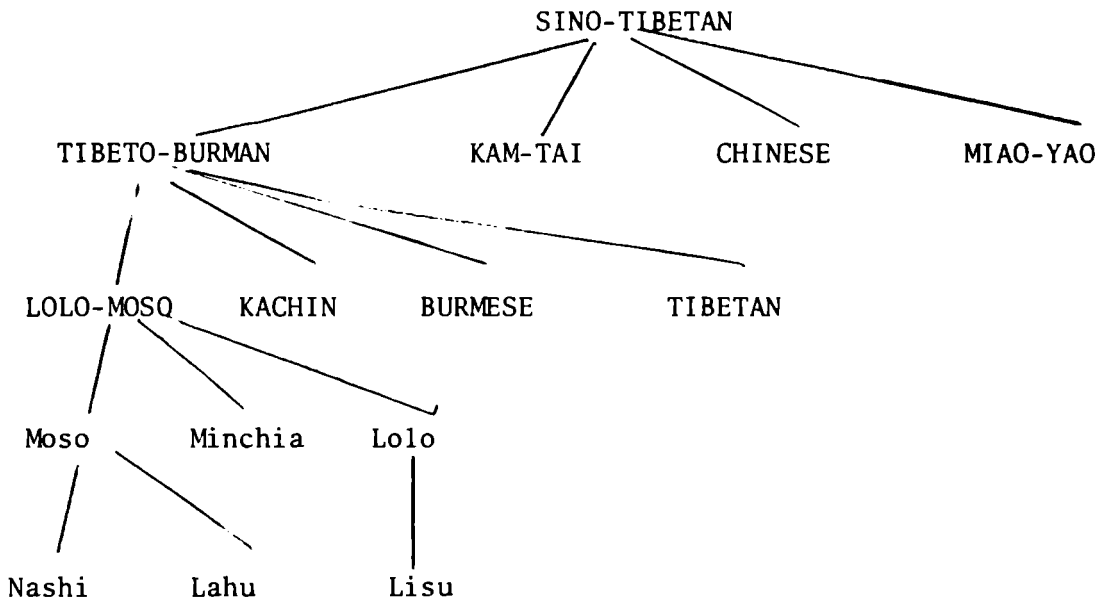 SINO-TIBETAN
TIBETO-BURMAN KAM-TAI CHINESE MIAO-YAO
LOLO-MOSO KACHIN BURMESE TIBETAN
Moso Minchia Lolo
Nashi Lahu Lisu